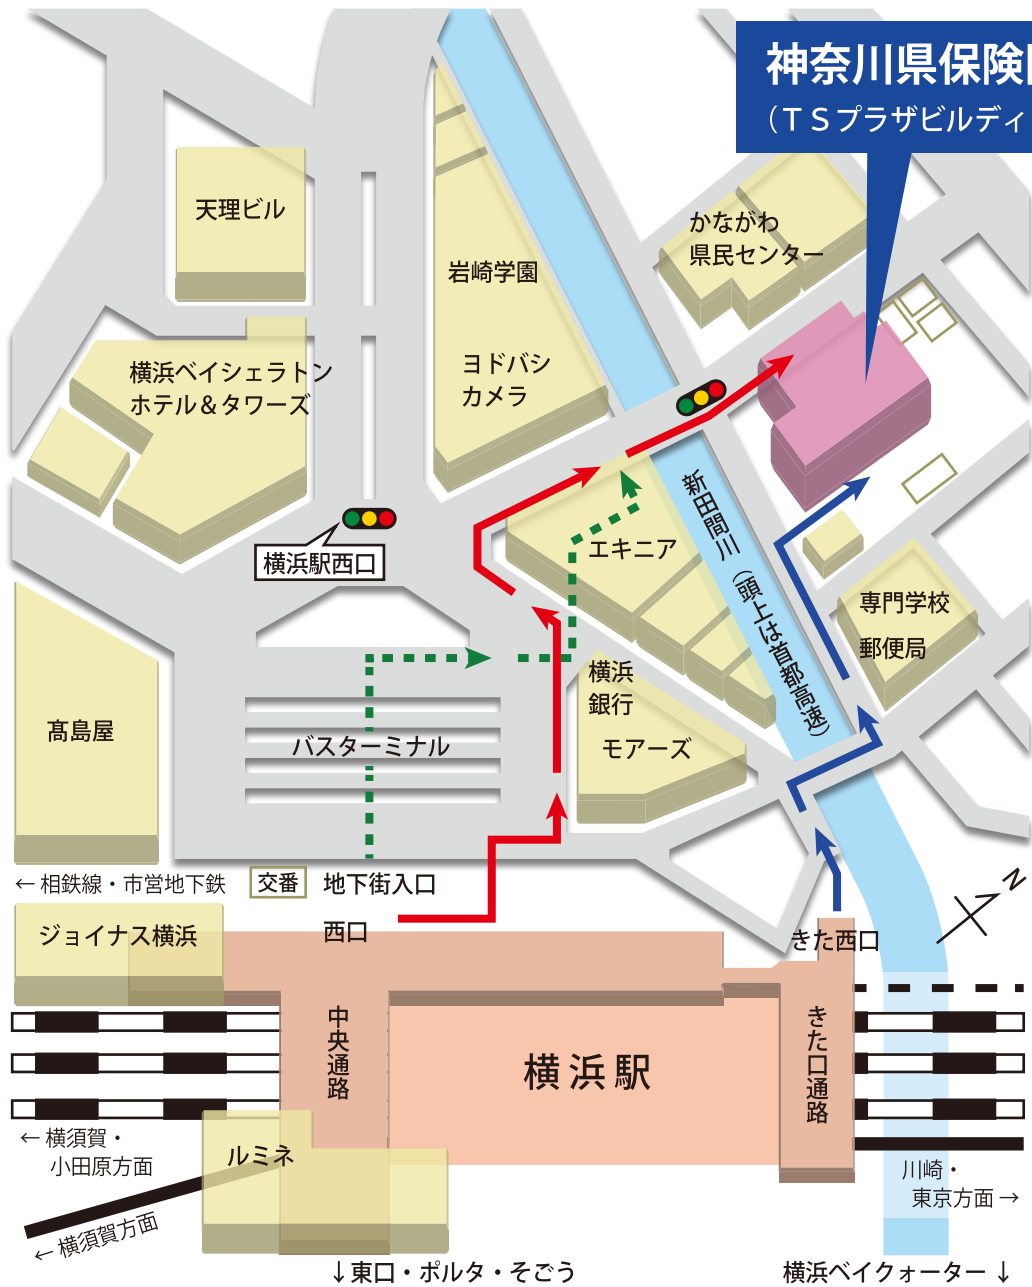 神奈川県保険
（ＴＳプラザビルディ
天理ビル
かながわ
県民センター
岩崎学園
ヨドバシ
カメラ
横浜ベイシェラトン
ホテル＆タワーズ
横浜駅西口
エキニア
新田間川（頭上は首都高速）
専門学校
郵便局
横浜
銀行
モアーズ
髙島屋
バスターミナル
←相鉄線・市営地下鉄
交番
地下街入口
西口
きた西口
N
ジョイナス横浜
中央通路
横浜駅
きた口通路
←横須賀・
小田原方面
ルミネ
←横須賀方面
川崎・
東京方面→
↓東口・ポルタ・そごう
横浜ベイクォーター↓